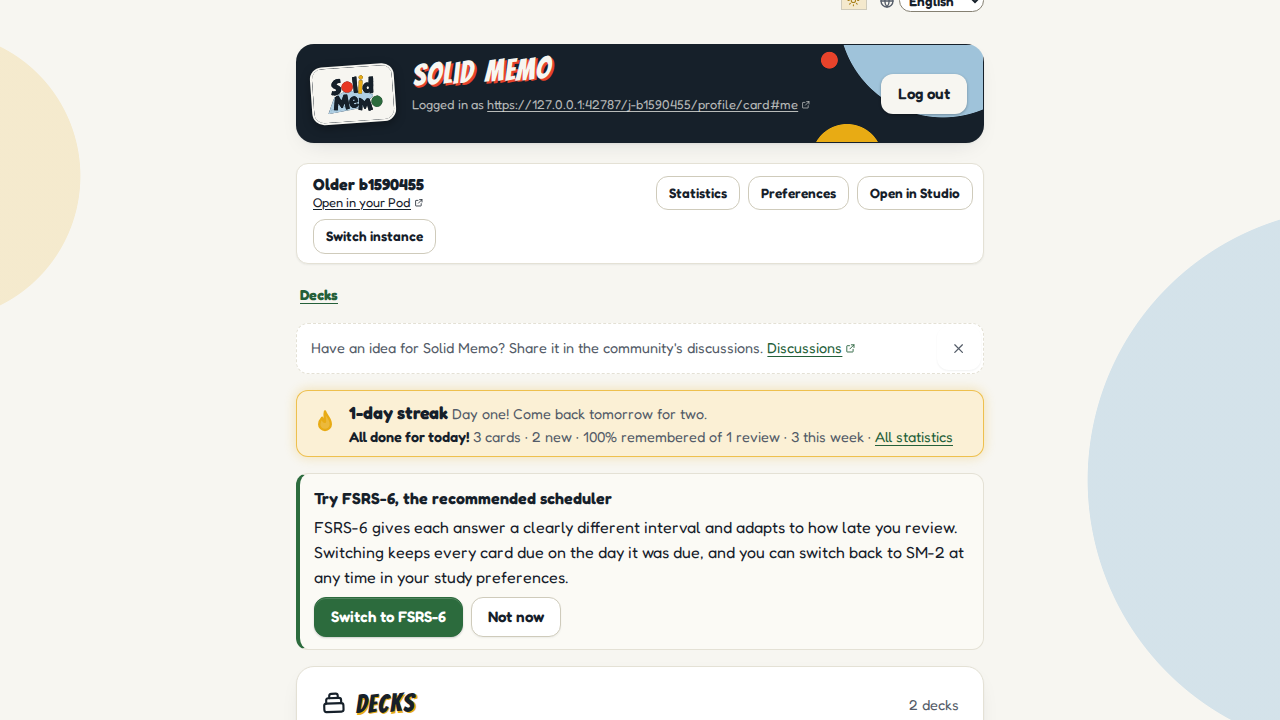 English
Solid Memo
SOLID MEMO
Logged in as https://127.0.0.1:42787/j-b1590455/profile/card#me
Log out
Older b1590455
Open in your Pod
Statistics
Preferences
Open in Studio
Switch instance
Decks
Have an idea for Solid Memo? Share it in the community's discussions. Discussions
1-day streak Day one! Come back tomorrow for two.
All done for today! 3 cards · 2 new · 100% remembered of 1 review · 3 this week · All statistics
Try FSRS-6, the recommended scheduler
FSRS-6 gives each answer a clearly different interval and adapts to how late you review.
Switching keeps every card due on the day it was due, and you can switch back to SM-2 at
any time in your study preferences.
Switch to FSRS-6
Not now
DECKS
2 decks